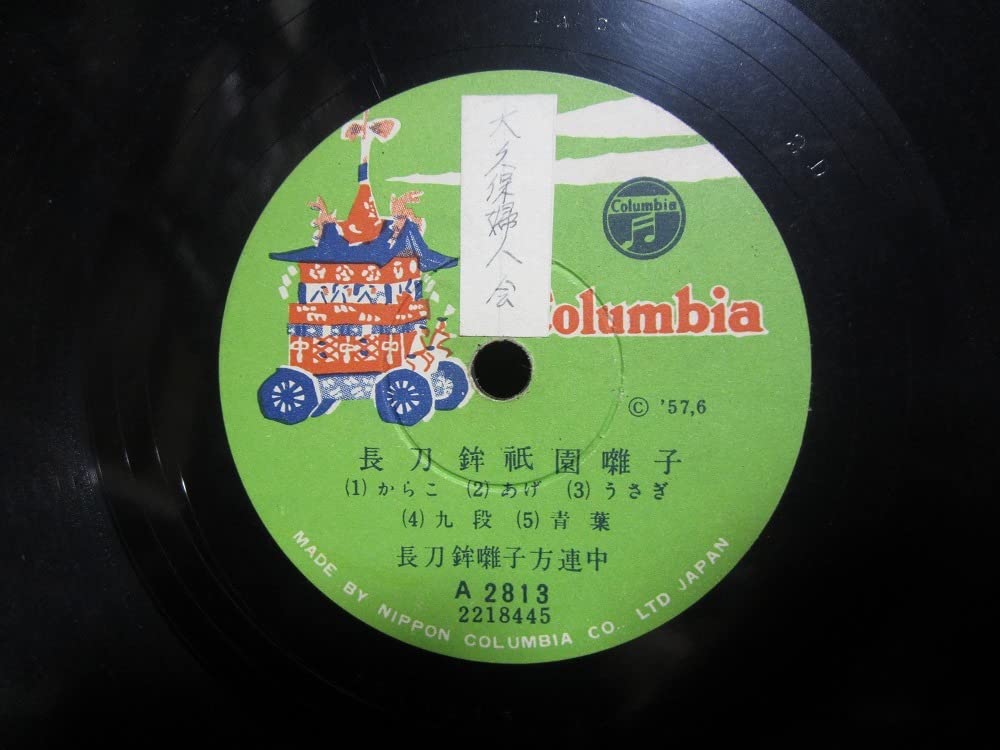 大久保婦人会
Columbia
Columbia
© '57,6
長刀鉾祇園囃子
(1) からこ (2) あげ (3) うさぎ
(4) 九段 (5) 青葉
長刀鉾囃子方連中
A 2813
2218445
MADE BY NIPPON COLUMBIA CO., LTD JAPAN